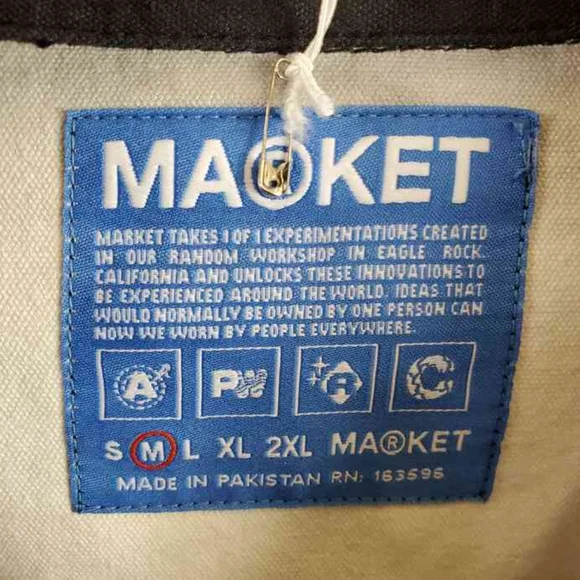 MA®KET
MARKET TAKES 1 OF 1 EXPERIMENTATIONS CREATED
IN OUR RANDOM WORKSHOP IN EAGLE ROCK,
CALIFORNIA AND UNLOCKS THESE INNOVATIONS TO
BE EXPERIENCED AROUND THE WORLD. IDEAS THAT
WOULD NORMALLY BE OWNED BY ONE PERSON CAN
NOW WE WORN BY PEOPLE EVERYWHERE.
A PW R C
S M L XL 2XL MA®KET
MADE IN PAKISTAN RN: 163596